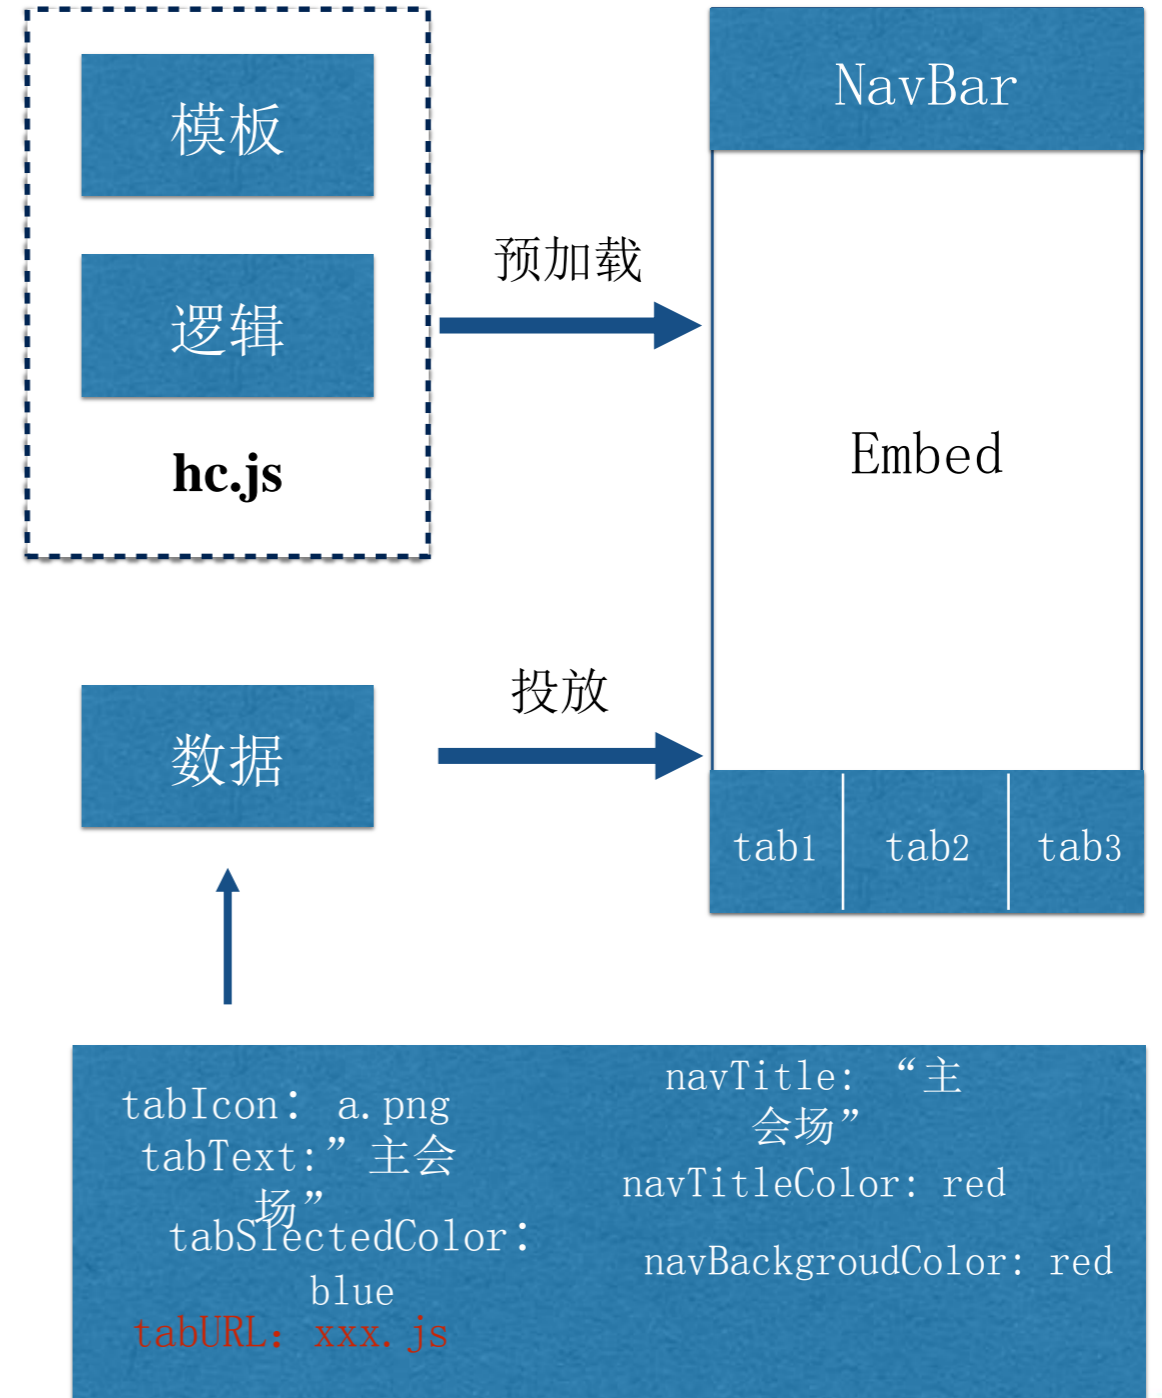 模板
逻辑
hc.js
预加载
NavBar
Embed
数据
投放
tab1
tab2
tab3
tabIcon： a.png
tabText:”主会
场”
tabSlectedColor：
blue
tabURL：xxx.js
navTitle: “主
会场”
navTitleColor: red
navBackgroudColor: red